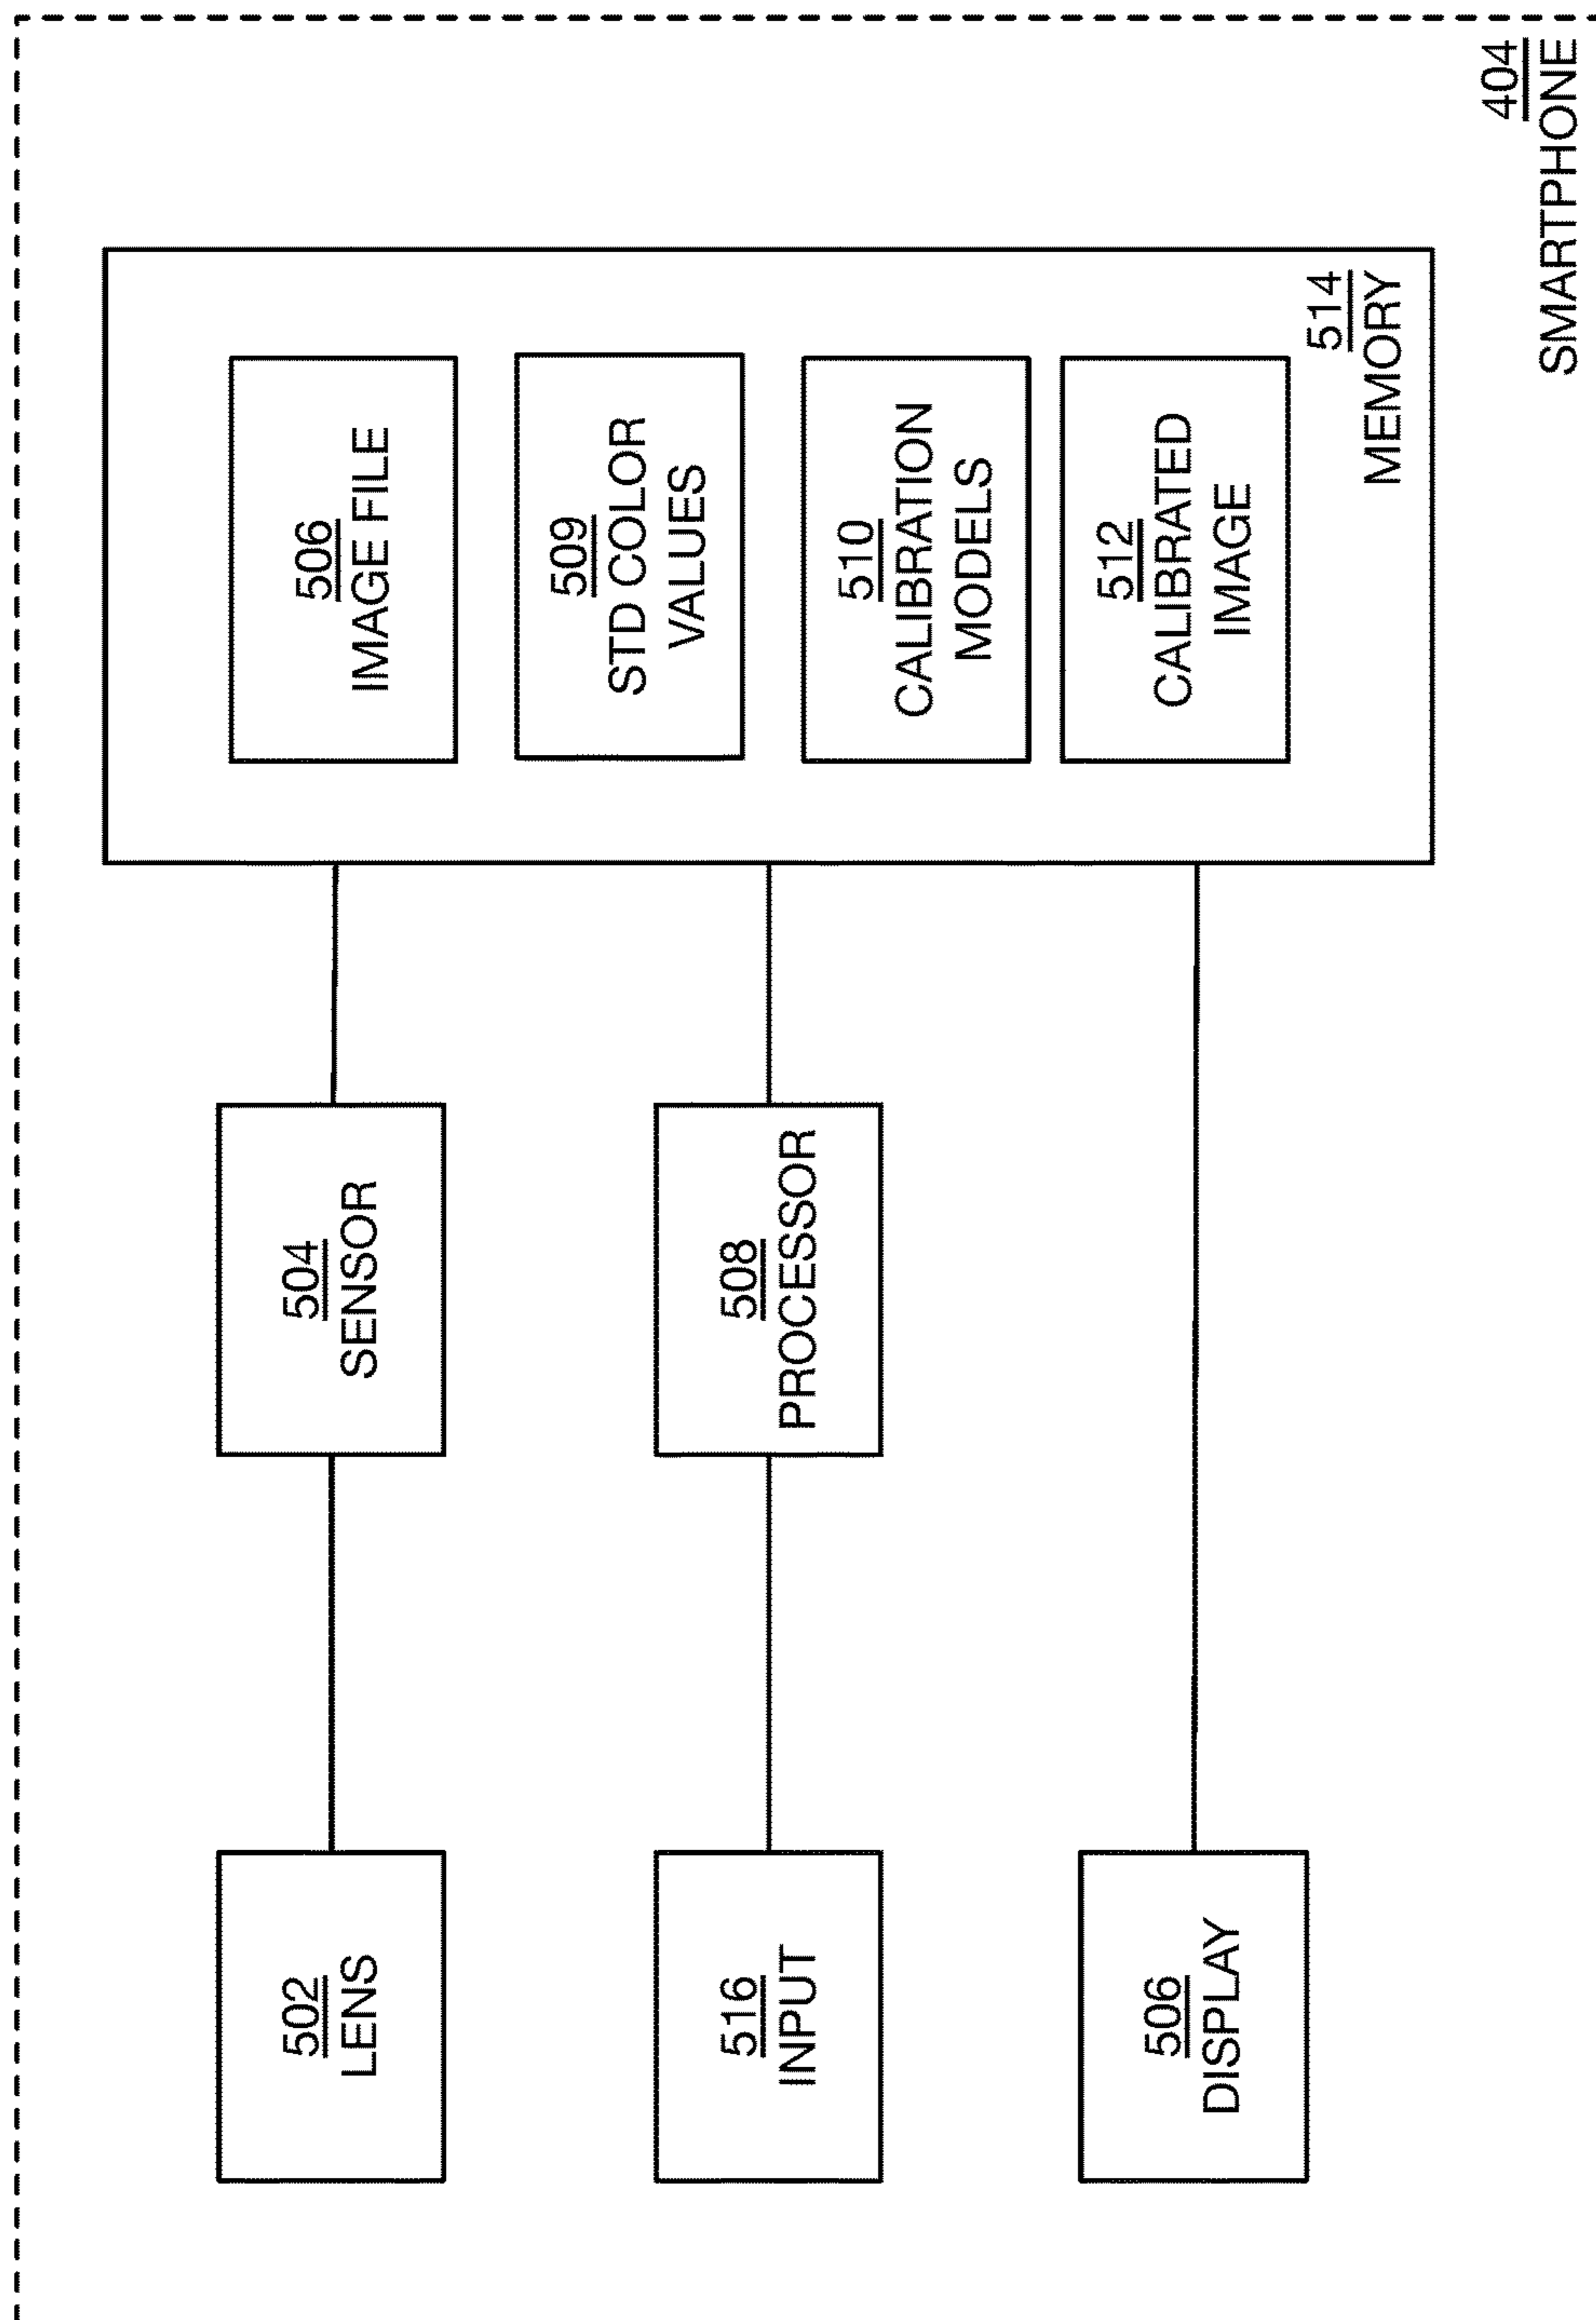 502
LENS
504
SENSOR
516
INPUT
508
PROCESSOR
506
DISPLAY
506
IMAGE FILE
509
STD COLOR
VALUES
510
CALIBRATION
MODELS
512
CALIBRATED
IMAGE
514
MEMORY
404
SMARTPHONE